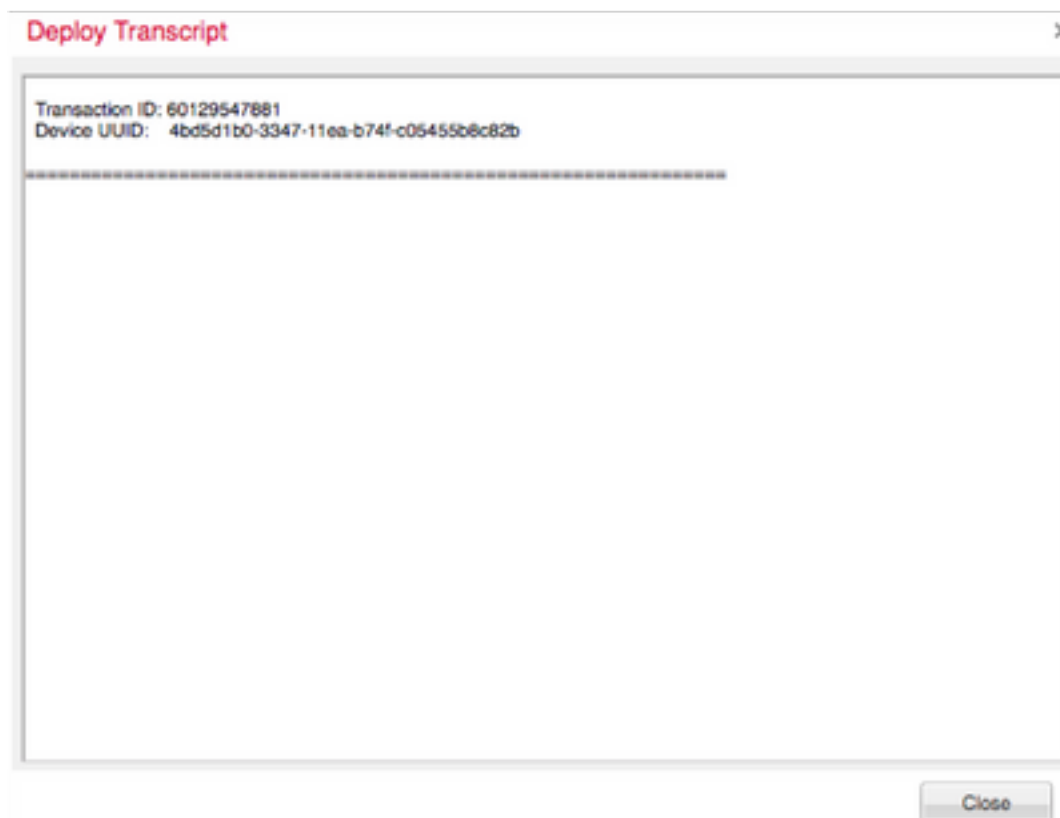 Deploy Transcript
Transaction ID: 60129547881
Device UUID: 4bd5d1b0-3347-11ea-b74f-c05455b8c82b
================================================================
Close